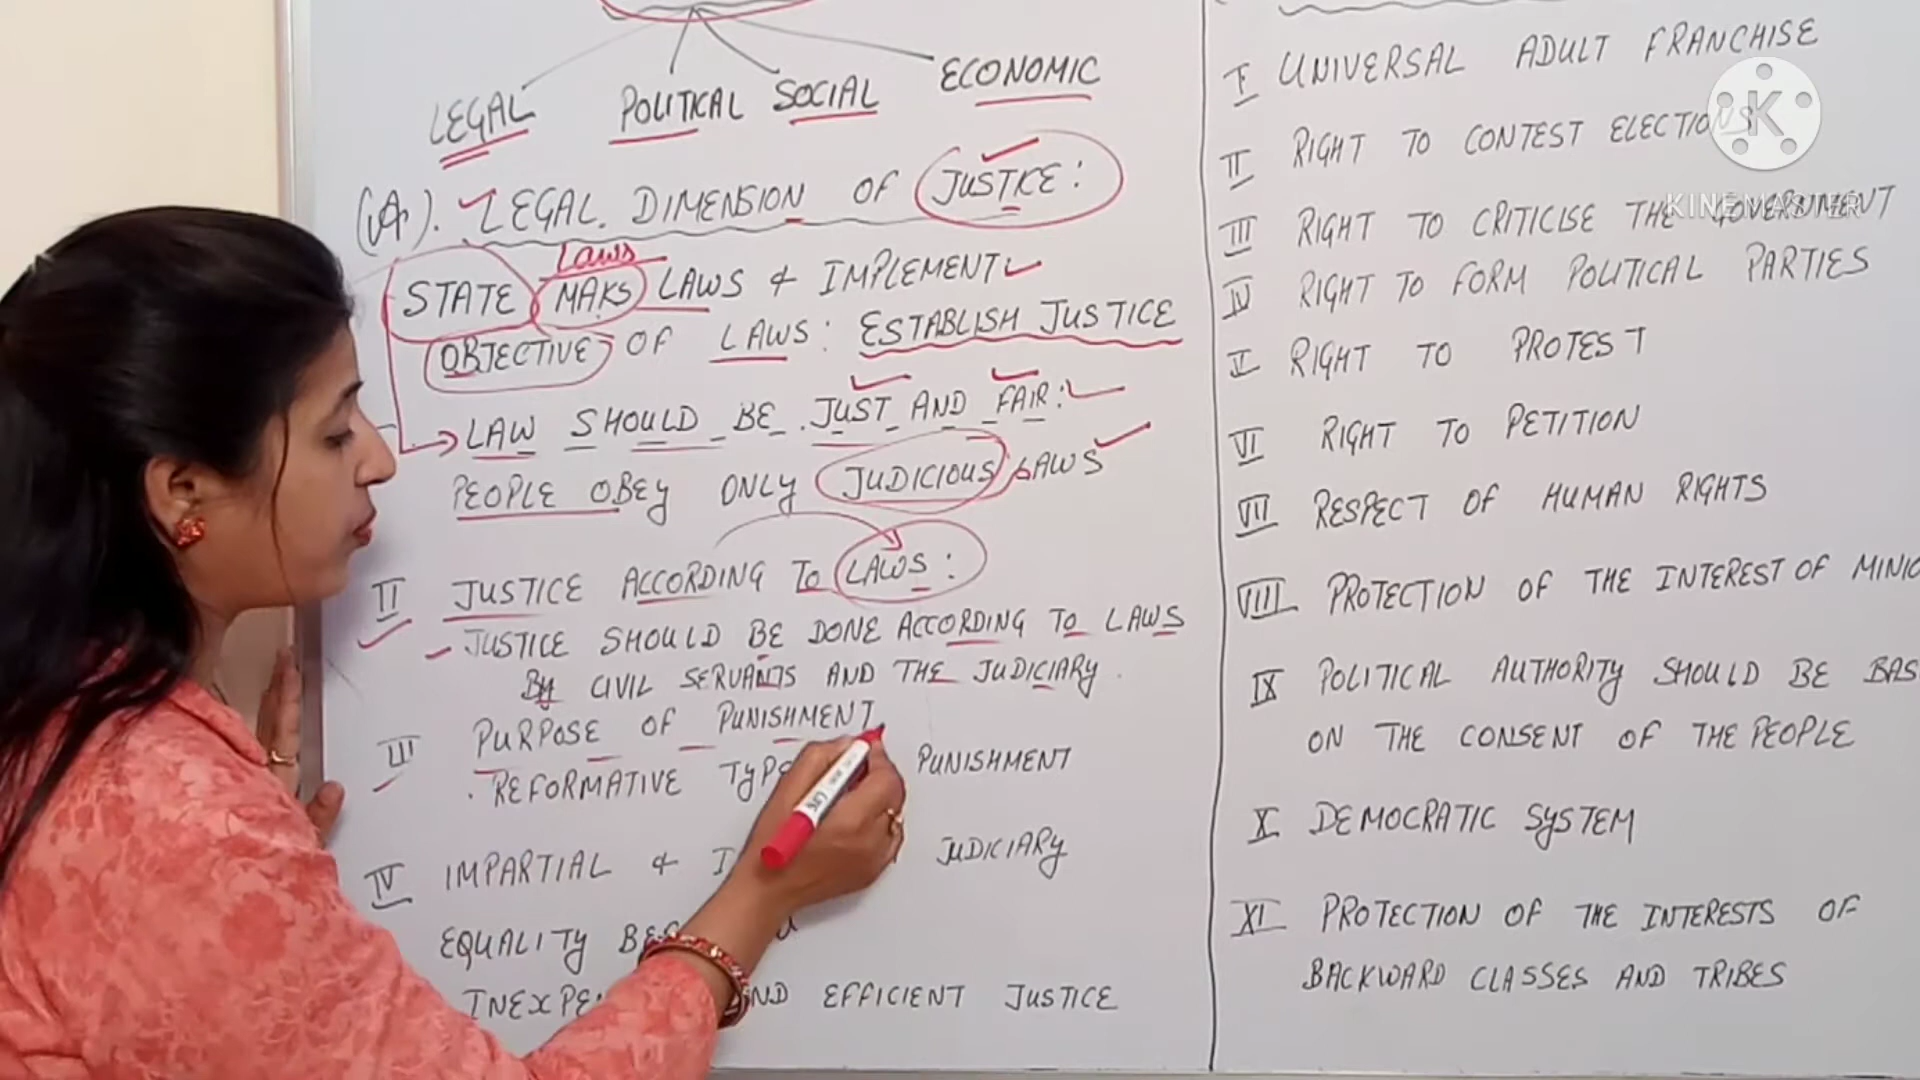 LEGAL POLITICAL SOCIAL ECONOMIC
(A). LEGAL DIMENSION OF JUSTICE:
Laws
STATE MAKS LAWS & IMPLEMENT
OBJECTIVE OF LAWS: ESTABLISH JUSTICE
LAW SHOULD BE JUST AND FAIR:
PEOPLE OBEY ONLY JUDICIOUS LAWS
II JUSTICE ACCORDING TO LAWS:
- JUSTICE SHOULD BE DONE ACCORDING TO LAWS
BY CIVIL SERVANTS AND THE JUDICIARY.
III PURPOSE OF PUNISHMENT
. REFORMATIVE TYPE PUNISHMENT
IV IMPARTIAL & I JUDICIARY
EQUALITY
AND EFFICIENT JUSTICE
I UNIVERSAL ADULT FRANCHISE
II RIGHT TO CONTEST ELECTIONS
III RIGHT TO CRITICISE THE GOVERNMENT
IV RIGHT TO FORM POLITICAL PARTIES
V RIGHT TO PROTEST
VI RIGHT TO PETITION
VII RESPECT OF HUMAN RIGHTS
VIII PROTECTION OF THE INTEREST OF MINIO
IX POLITICAL AUTHORITY SHOULD BE BAS
ON THE CONSENT OF THE PEOPLE
X DEMOCRATIC SYSTEM
XI PROTECTION OF THE INTERESTS OF
BACKWARD CLASSES AND TRIBES
K
KINEMASTER